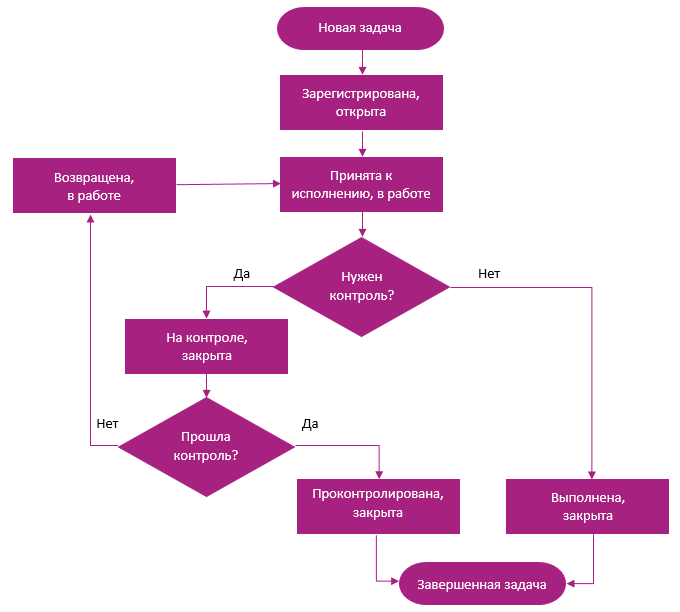 Новая задача
Зарегистрирована,
открыта
Возвращена,
в работе
Принята к
исполнению, в работе
Да
Нужен
контроль?
Нет
На контроле,
закрыта
Нет
Прошла
контроль?
Да
Проконтролирована,
закрыта
Выполнена,
закрыта
Завершенная задача